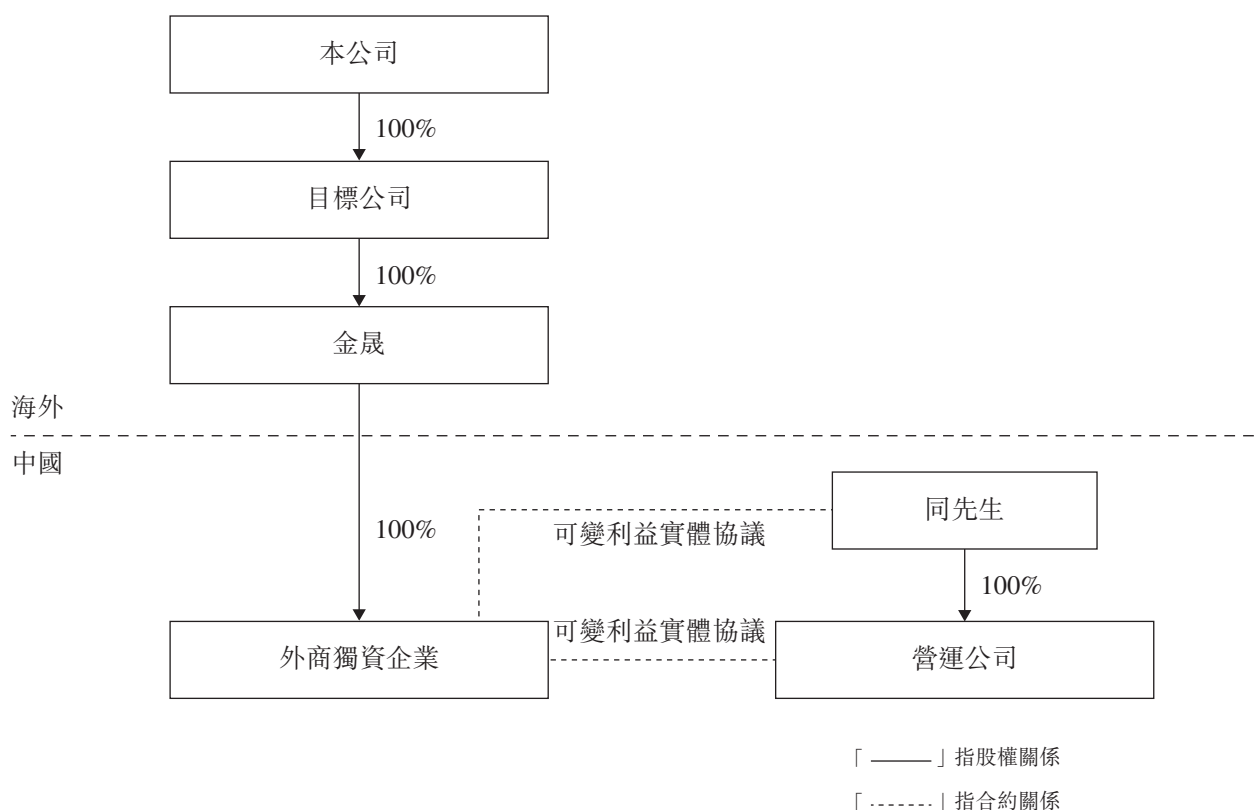 本公司
100%
目標公司
100%
金晟
海外
中國
100%
可變利益實體協議
同先生
100%
外商獨資企業
可變利益實體協議
營運公司
「 」指股權關係
「 」指合約關係